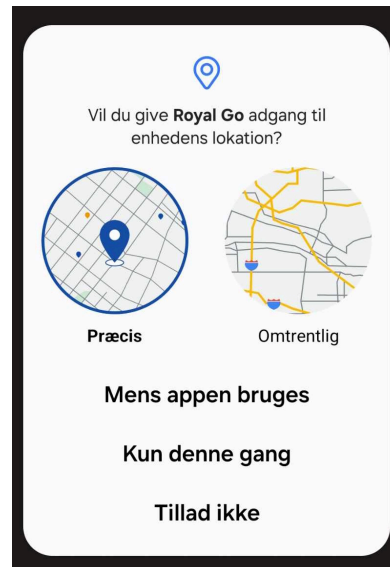 Vil du give Royal Go adgang til
enhedens lokation?
Præcis
Omtrentlig
Mens appen bruges
Kun denne gang
Tillad ikke